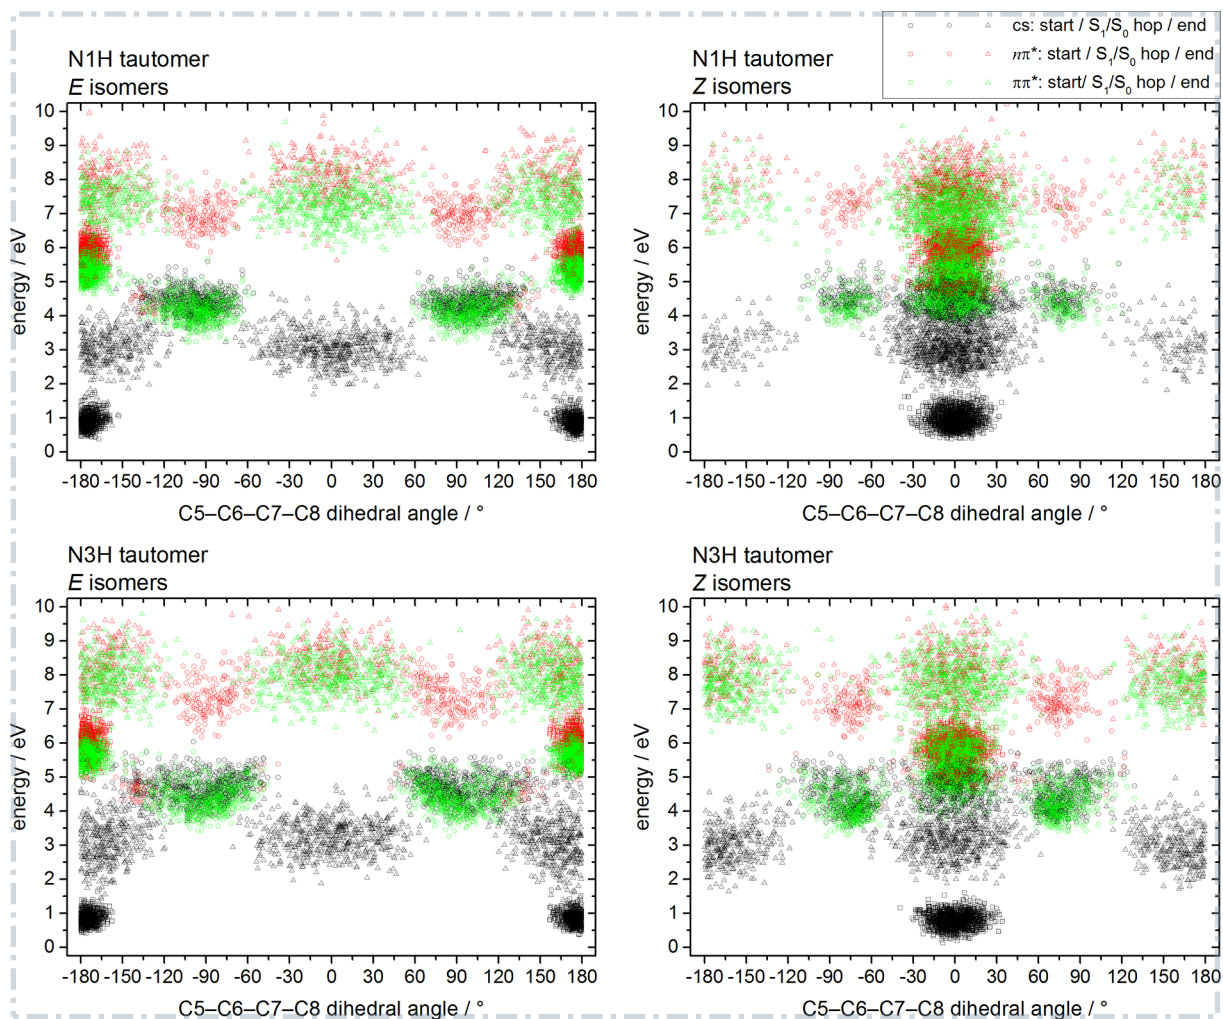 cs: start / S1/S0 hop / end
nπ*: start / S1/S0 hop / end
ππ*: start/ S1/S0 hop / end
N1H tautomer
E isomers
10
9
8
7
6
5
4
3
2
1
0
energy / eV
-180 -150 -120 -90 -60 -30 0 30 60 90 120 150 180
C5–C6–C7–C8 dihedral angle / °
N1H tautomer
Z isomers
10
9
8
7
6
5
4
3
2
1
0
energy / eV
-180 -150 -120 -90 -60 -30 0 30 60 90 120 150 180
C5–C6–C7–C8 dihedral angle / °
N3H tautomer
E isomers
10
9
8
7
6
5
4
3
2
1
0
energy / eV
-180 -150 -120 -90 -60 -30 0 30 60 90 120 150 180
C5–C6–C7–C8 dihedral angle / °
N3H tautomer
Z isomers
10
9
8
7
6
5
4
3
2
1
0
energy / eV
-180 -150 -120 -90 -60 -30 0 30 60 90 120 150 180
C5–C6–C7–C8 dihedral angle / °